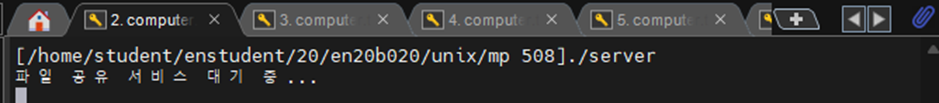 2. computer
3. compute
4. compute
5. compute
[/home/student/enstudent/20/en20b020/unix/mp 508]./server
파일 공유 서비스 대기 중...